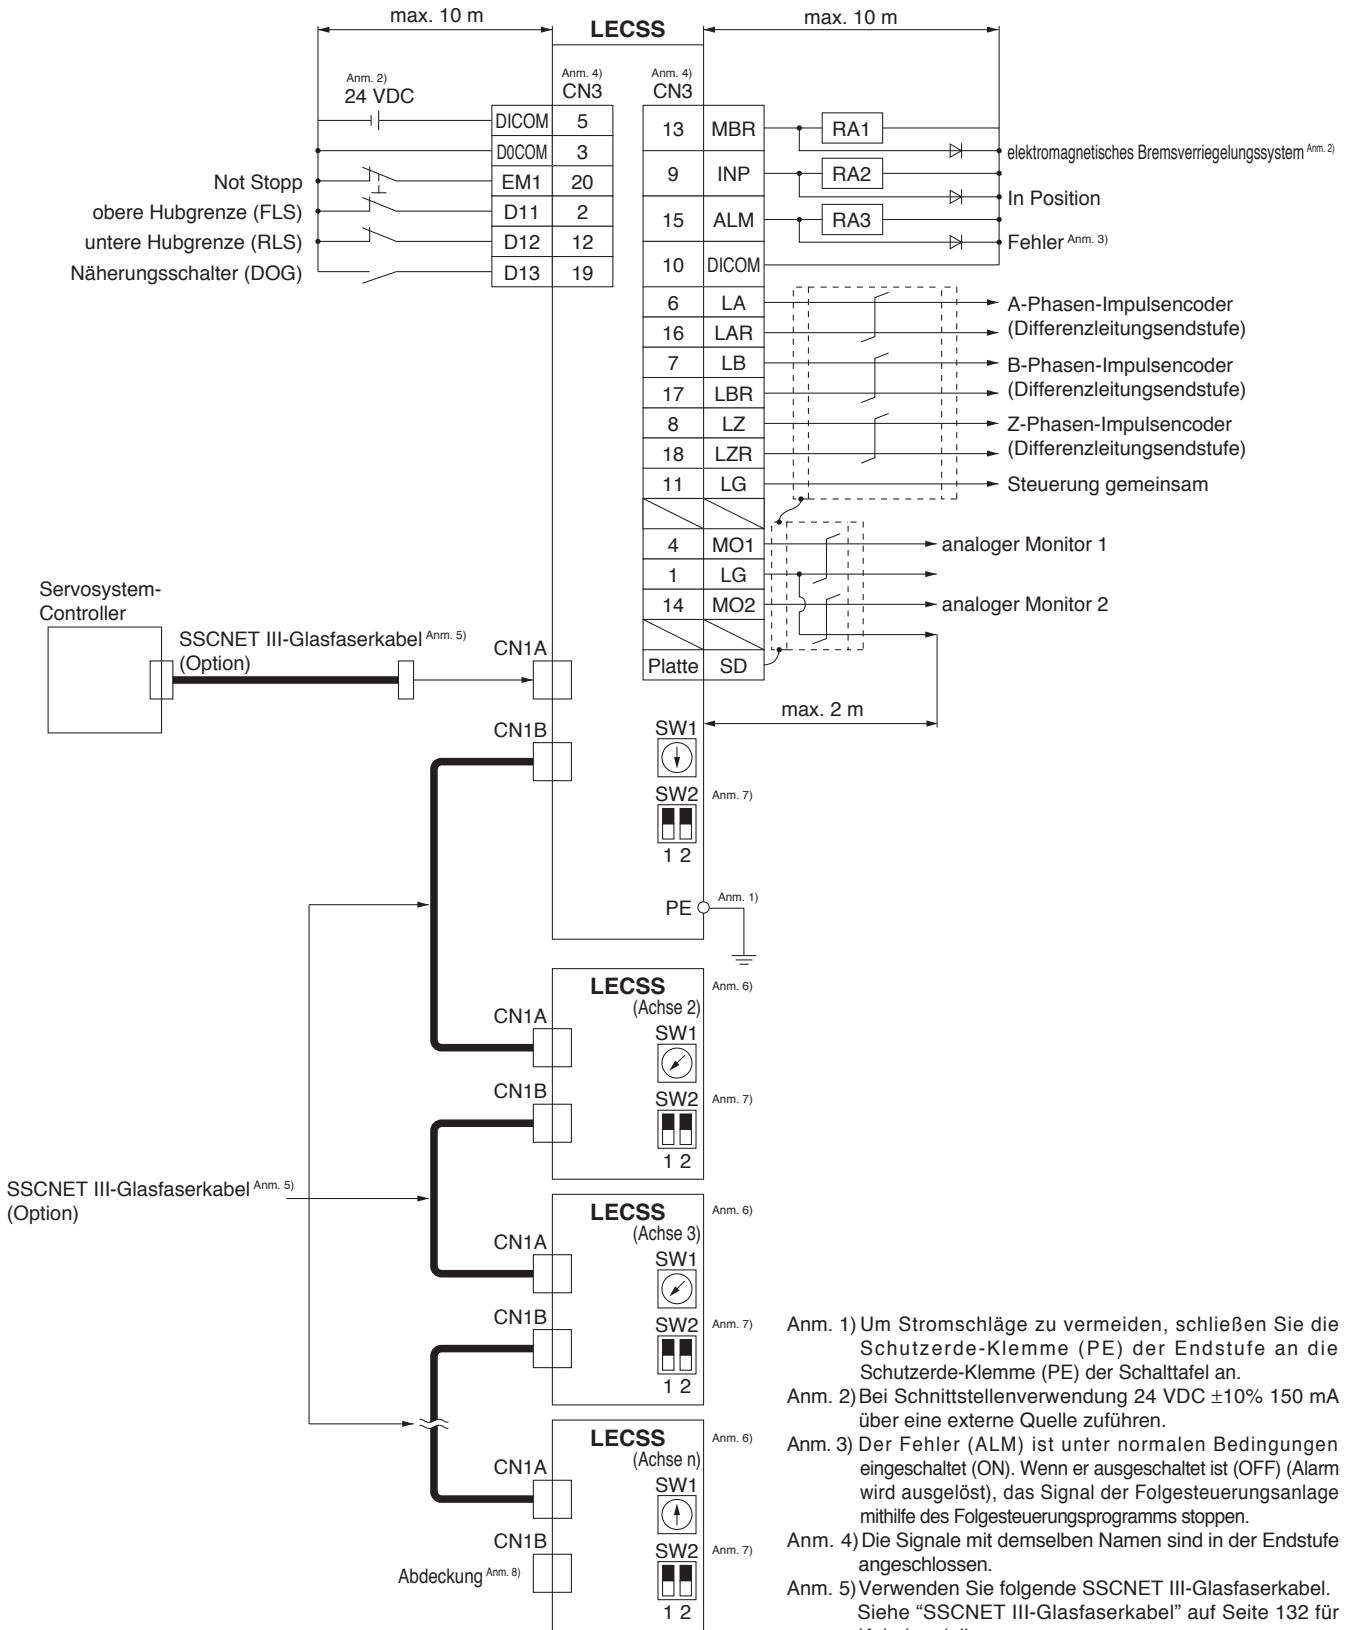 max. 10 m
LECSS
max. 10 m
Anm. 2)
24 VDC
Anm. 4)
CN3
Anm. 4)
CN3
DICOM 5
D0COM 3
Not Stopp EM1 20
obere Hubgrenze (FLS) D11 2
untere Hubgrenze (RLS) D12 12
Näherungsschalter (DOG) D13 19
13 MBR RA1
elektromagnetisches Bremsverriegelungssystem Anm. 2)
9 INP RA2
In Position
15 ALM RA3
Fehler Anm. 3)
10 DICOM
6 LA A-Phasen-Impulsencoder
16 LAR (Differenzleitungsendstufe)
7 LB B-Phasen-Impulsencoder
17 LBR (Differenzleitungsendstufe)
8 LZ Z-Phasen-Impulsencoder
18 LZR (Differenzleitungsendstufe)
11 LG Steuerung gemeinsam
4 MO1 analoger Monitor 1
1 LG
14 MO2 analoger Monitor 2
Platte SD
max. 2 m
Servosystem-
Controller
SSCNET III-Glasfaserkabel Anm. 5)
(Option)
CN1A
CN1B
SW1
SW2 Anm. 7)
1 2
PE Anm. 1)
LECSS Anm. 6)
(Achse 2)
CN1A
SW1
CN1B
SW2 Anm. 7)
1 2
SSCNET III-Glasfaserkabel Anm. 5)
(Option)
LECSS Anm. 6)
(Achse 3)
CN1A
SW1
CN1B
SW2 Anm. 7)
1 2
LECSS Anm. 6)
(Achse n)
CN1A
SW1
CN1B
Abdeckung Anm. 8)
SW2 Anm. 7)
1 2
Anm. 1) Um Stromschläge zu vermeiden, schließen Sie die
Schutzerde-Klemme (PE) der Endstufe an die
Schutzerde-Klemme (PE) der Schalttafel an.
Anm. 2) Bei Schnittstellenverwendung 24 VDC ±10% 150 mA
über eine externe Quelle zuführen.
Anm. 3) Der Fehler (ALM) ist unter normalen Bedingungen
eingeschaltet (ON). Wenn er ausgeschaltet ist (OFF) (Alarm
wird ausgelöst), das Signal der Folgesteuerungsanlage
mithilfe des Folgesteuerungsprogramms stoppen.
Anm. 4) Die Signale mit demselben Namen sind in der Endstufe
angeschlossen.
Anm. 5) Verwenden Sie folgende SSCNET III-Glasfaserkabel.
Siehe “SSCNET III-Glasfaserkabel” auf Seite 132 für